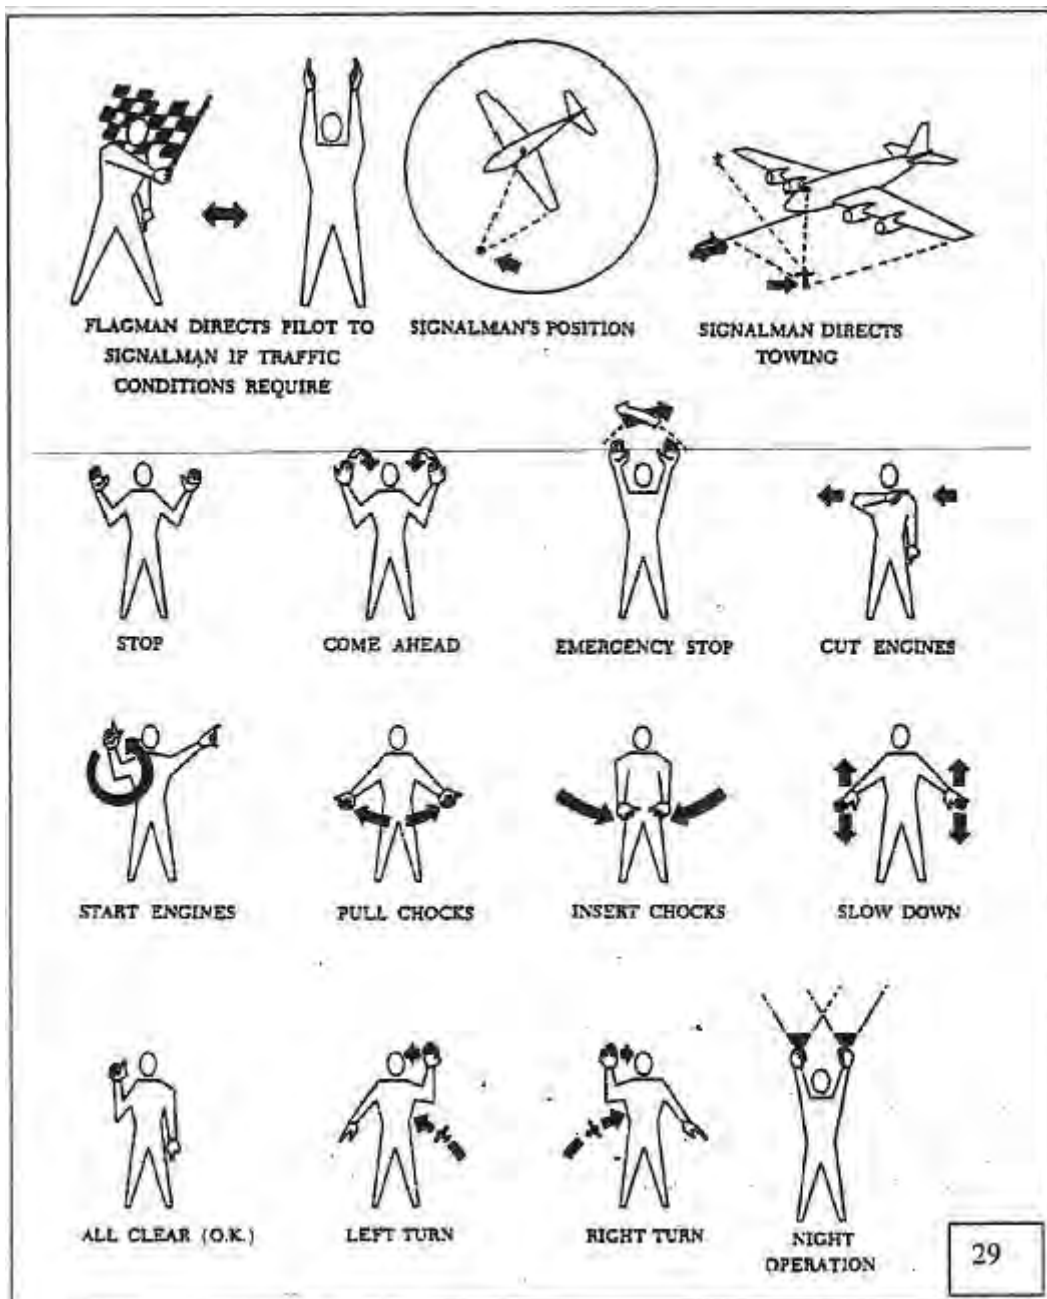 FLAGMAN DIRECTS PILOT TO
SIGNALMAN IF TRAFFIC
CONDITIONS REQUIRE
SIGNALMAN'S POSITION
SIGNALMAN DIRECTS
TOWING
STOP
COME AHEAD
EMERGENCY STOP
CUT ENGINES
START ENGINES
PULL CHOCKS
INSERT CHOCKS
SLOW DOWN
ALL CLEAR (O.K.)
LEFT TURN
RIGHT TURN
NIGHT
OPERATION
29